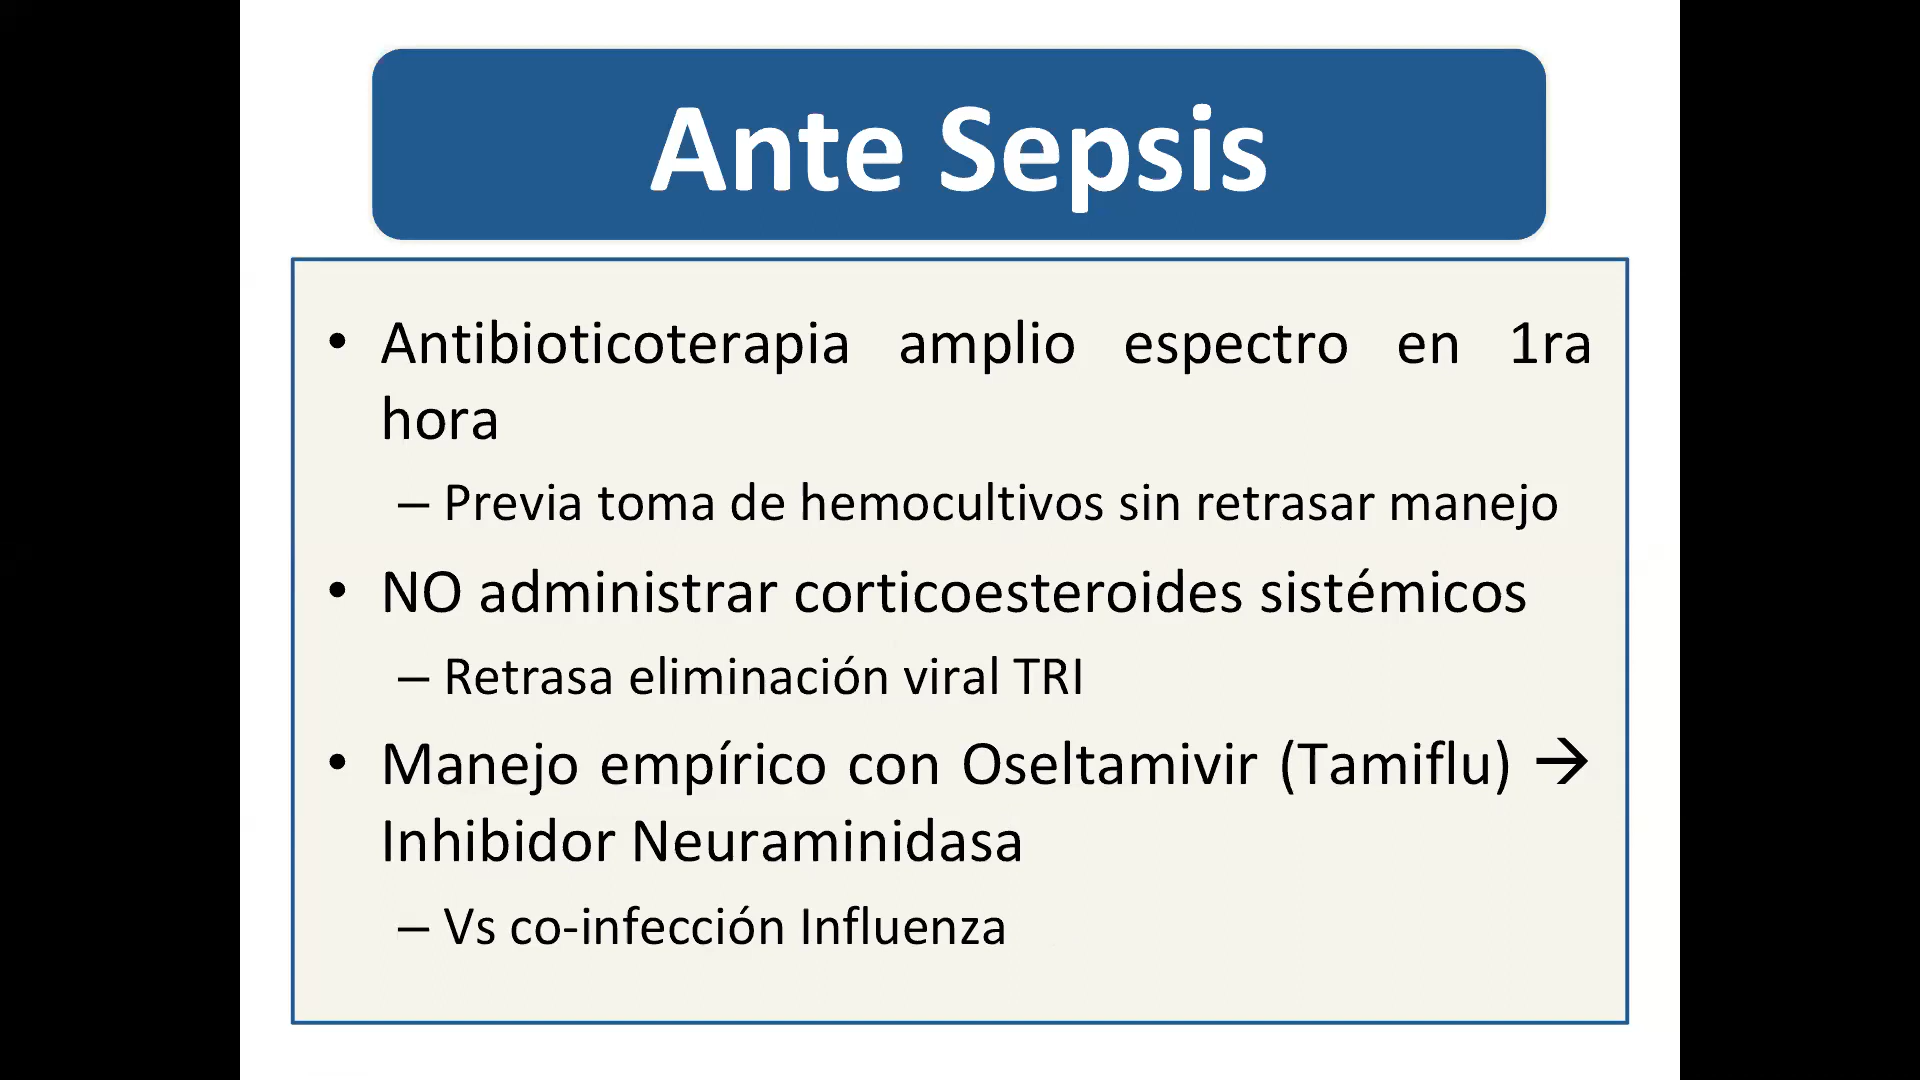 Ante Sepsis
• Antibioticoterapia amplio espectro en 1ra
hora
– Previa toma de hemocultivos sin retrasar manejo
• NO administrar corticoesteroides sistémicos
– Retrasa eliminación viral TRI
• Manejo empírico con Oseltamivir (Tamiflu) →
Inhibidor Neuraminidasa
– Vs co-infección Influenza